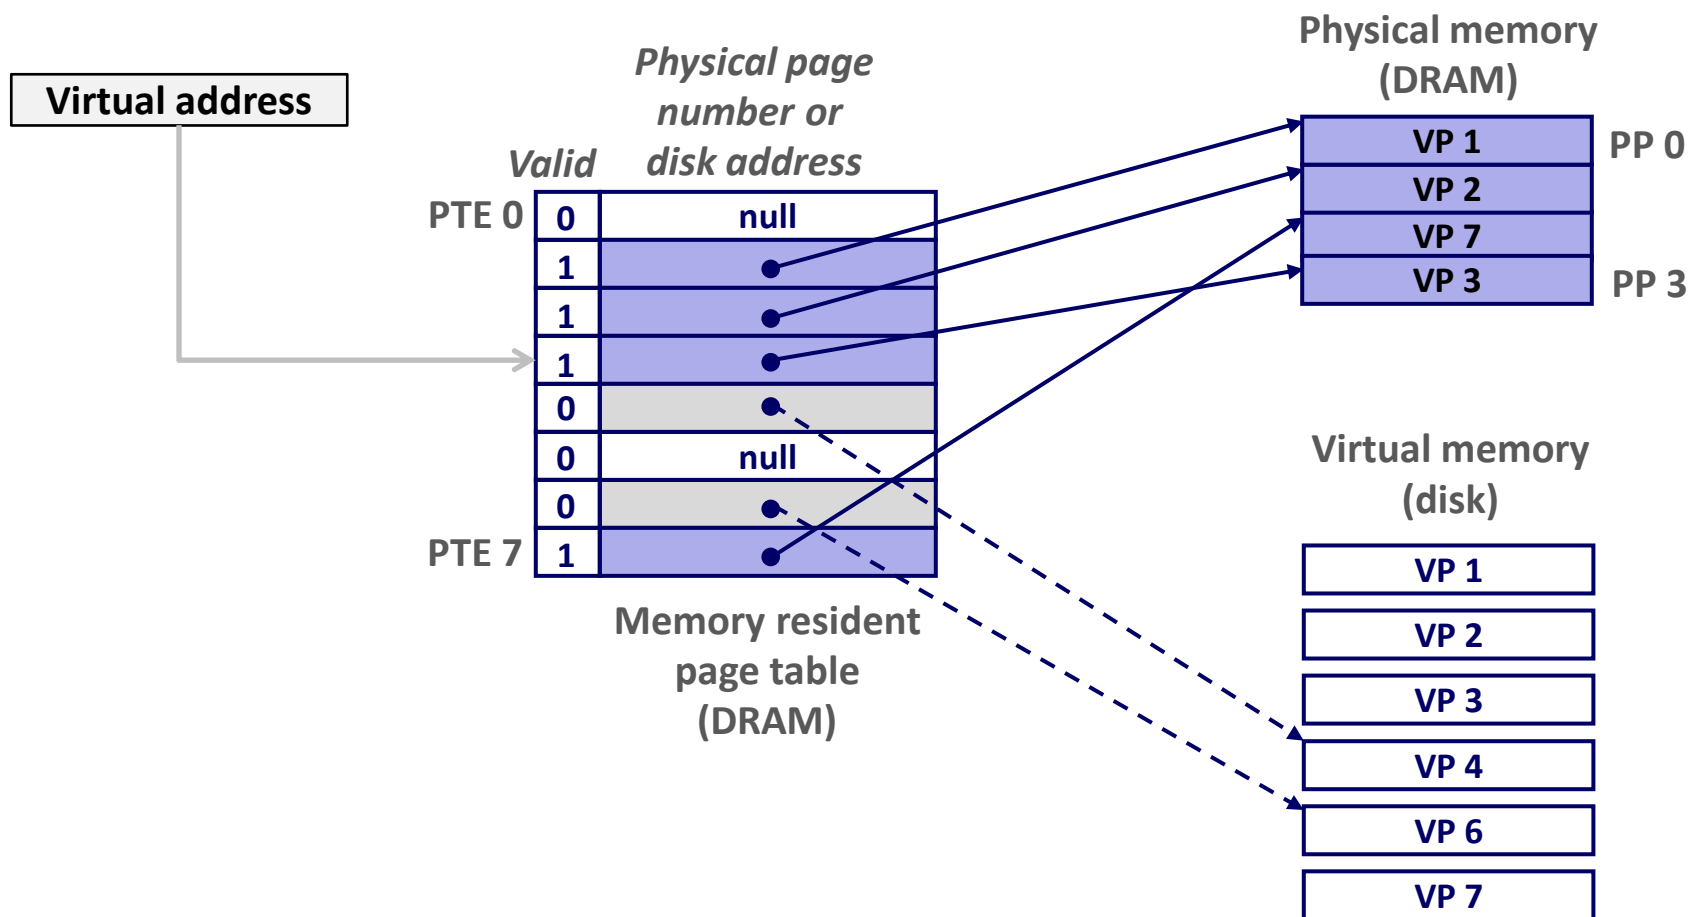 Virtual address
Physical page
number or
disk address
Valid
PTE 0
0
null
1
1
1
0
0
null
0
PTE 7
1
Memory resident
page table
(DRAM)
Physical memory
(DRAM)
VP 1
PP 0
VP 2
VP 7
VP 3
PP 3
Virtual memory
(disk)
VP 1
VP 2
VP 3
VP 4
VP 6
VP 7